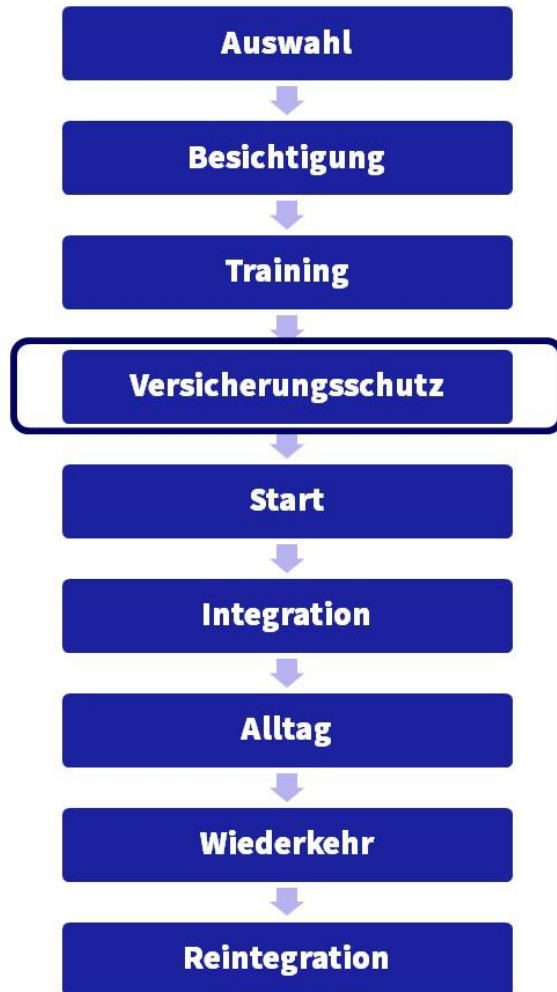 Auswahl
Besichtigung
Training
Versicherungsschutz
Start
Integration
Alltag
Wiederkehr
Reintegration